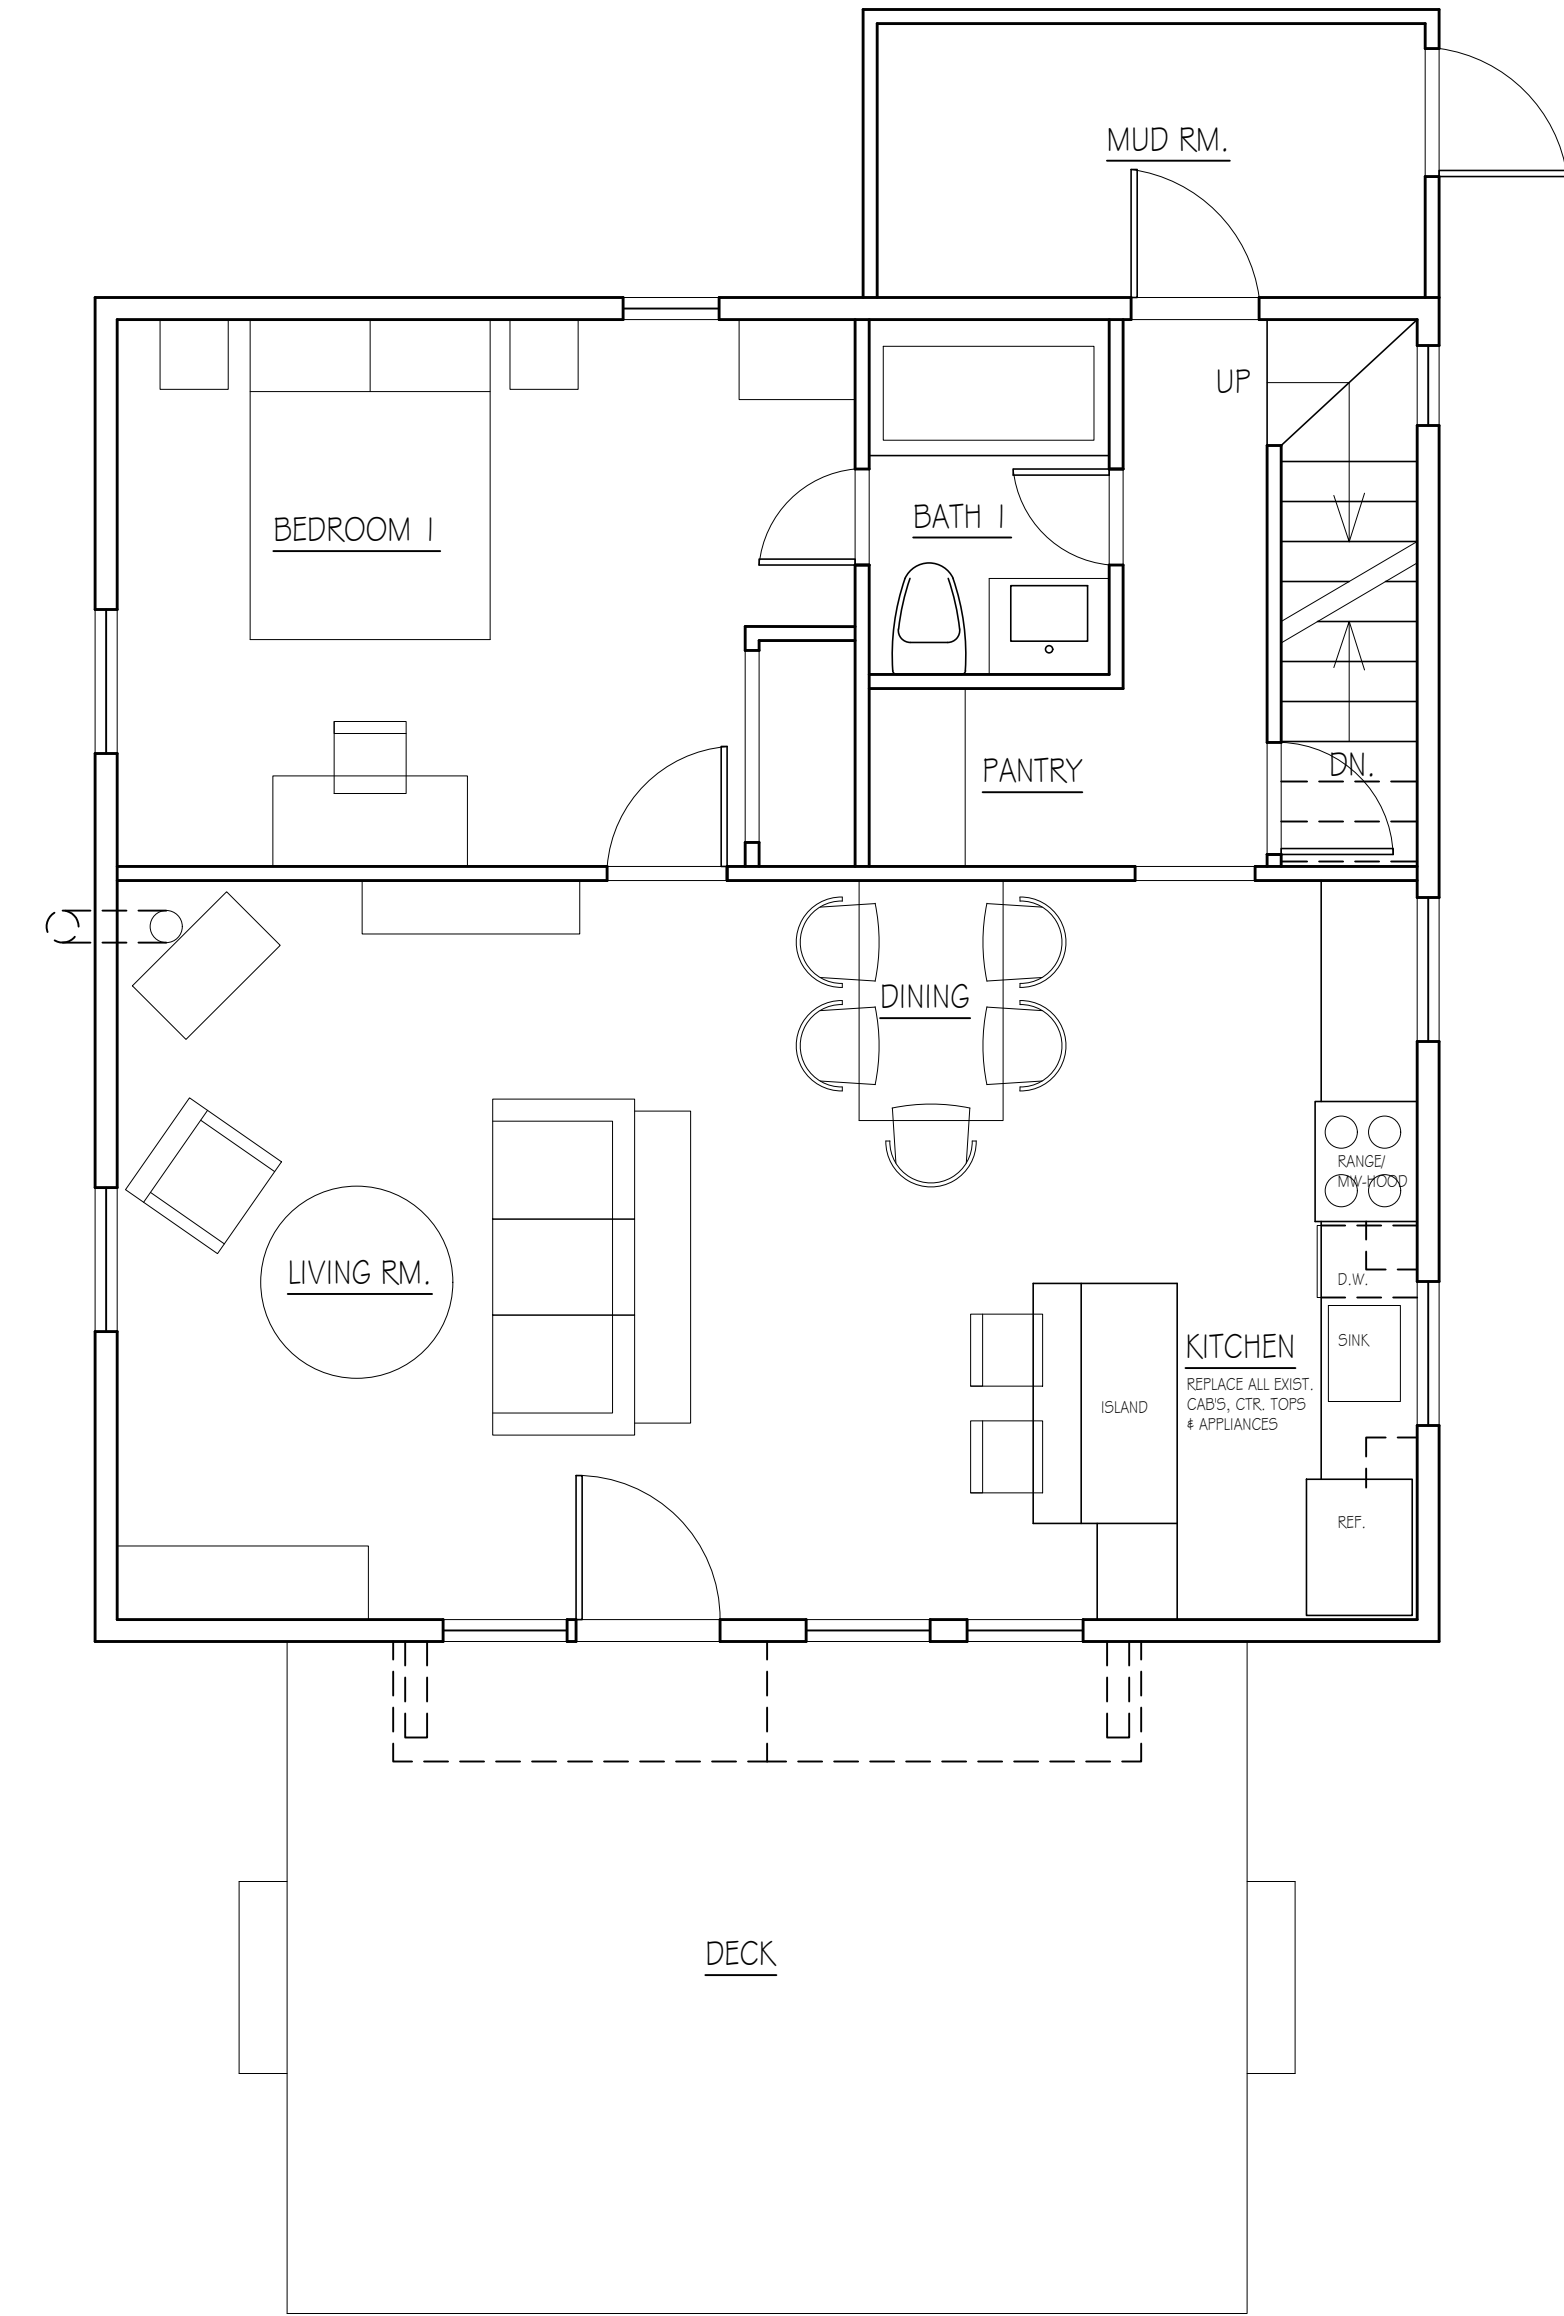 MUD RM.
UP
BEDROOM 1
BATH 1
PANTRY
DN.
DINING
RANGE/
MW-HOOD
LIVING RM.
D.W.
SINK
KITCHEN
REPLACE ALL EXIST.
CAB'S, CTR. TOPS
& APPLIANCES
ISLAND
REF.
DECK